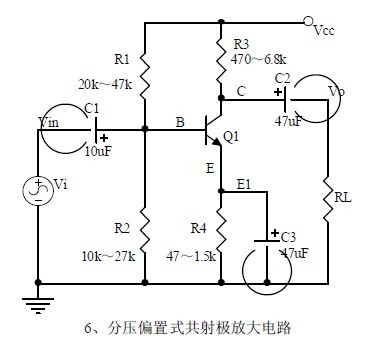 Vcc
R1
20k～47k
R3
470～6.8k
C
C2
Vo
47uF
Vin
C1
10uF
B
Q1
E
Vi
E1
R2
10k～27k
R4
47～1.5k
C3
47uF
RL
6、分压偏置式共射极放大电路